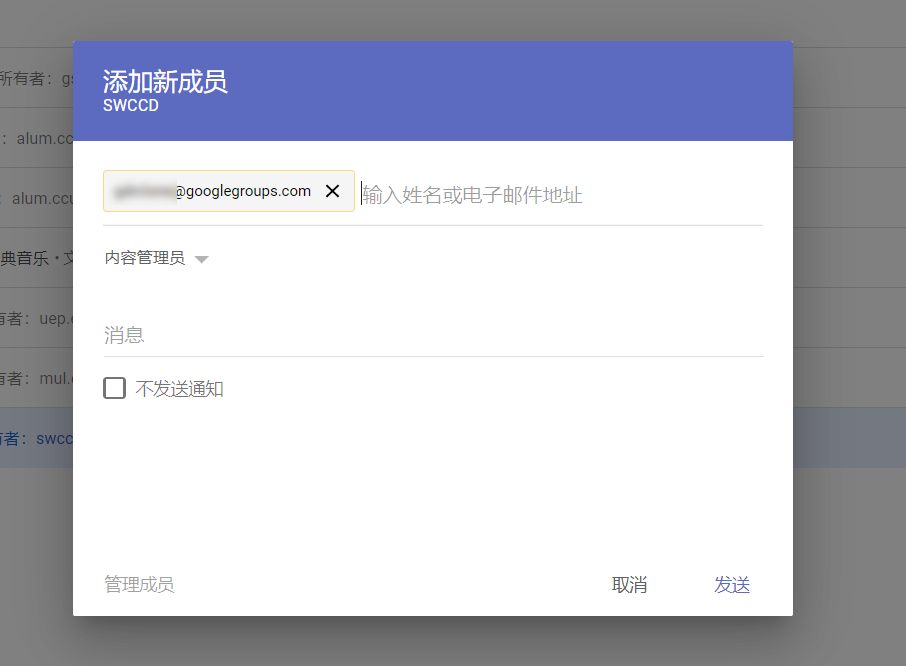 添加新成员
SWCCD
所有者：gs
@googlegroups.com
输入姓名或电子邮件地址
：alum.cc
内容管理员
：alum.ccu
典音乐・文
有者：uep.
消息
有者：mul.
不发送通知
有者：swcc
管理成员
取消
发送